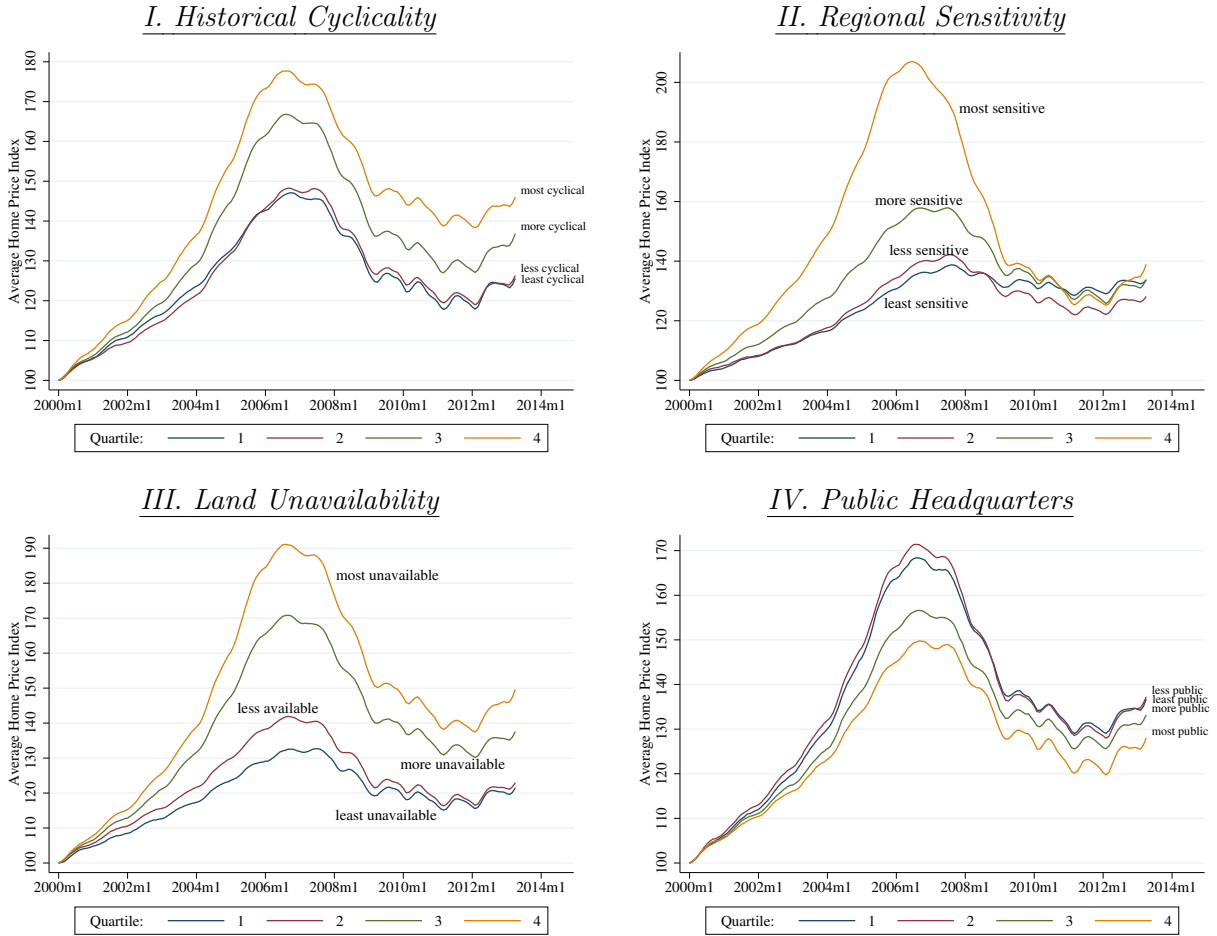 I. Historical Cyclicality
Average Home Price Index
180
170
160
150
140
130
120
110
100
most cyclical
more cyclical
less cyclical
least cyclical
2000m1 2002m1 2004m1 2006m1 2008m1 2010m1 2012m1 2014m1
Quartile: 1 2 3 4
II. Regional Sensitivity
Average Home Price Index
200
180
160
140
120
100
most sensitive
more sensitive
less sensitive
least sensitive
2000m1 2002m1 2004m1 2006m1 2008m1 2010m1 2012m1 2014m1
Quartile: 1 2 3 4
III. Land Unavailability
Average Home Price Index
190
180
170
160
150
140
130
120
110
100
most unavailable
less available
more unavailable
least unavailable
2000m1 2002m1 2004m1 2006m1 2008m1 2010m1 2012m1 2014m1
Quartile: 1 2 3 4
IV. Public Headquarters
Average Home Price Index
170
160
150
140
130
120
110
100
less public
least public
more public
most public
2000m1 2002m1 2004m1 2006m1 2008m1 2010m1 2012m1 2014m1
Quartile: 1 2 3 4